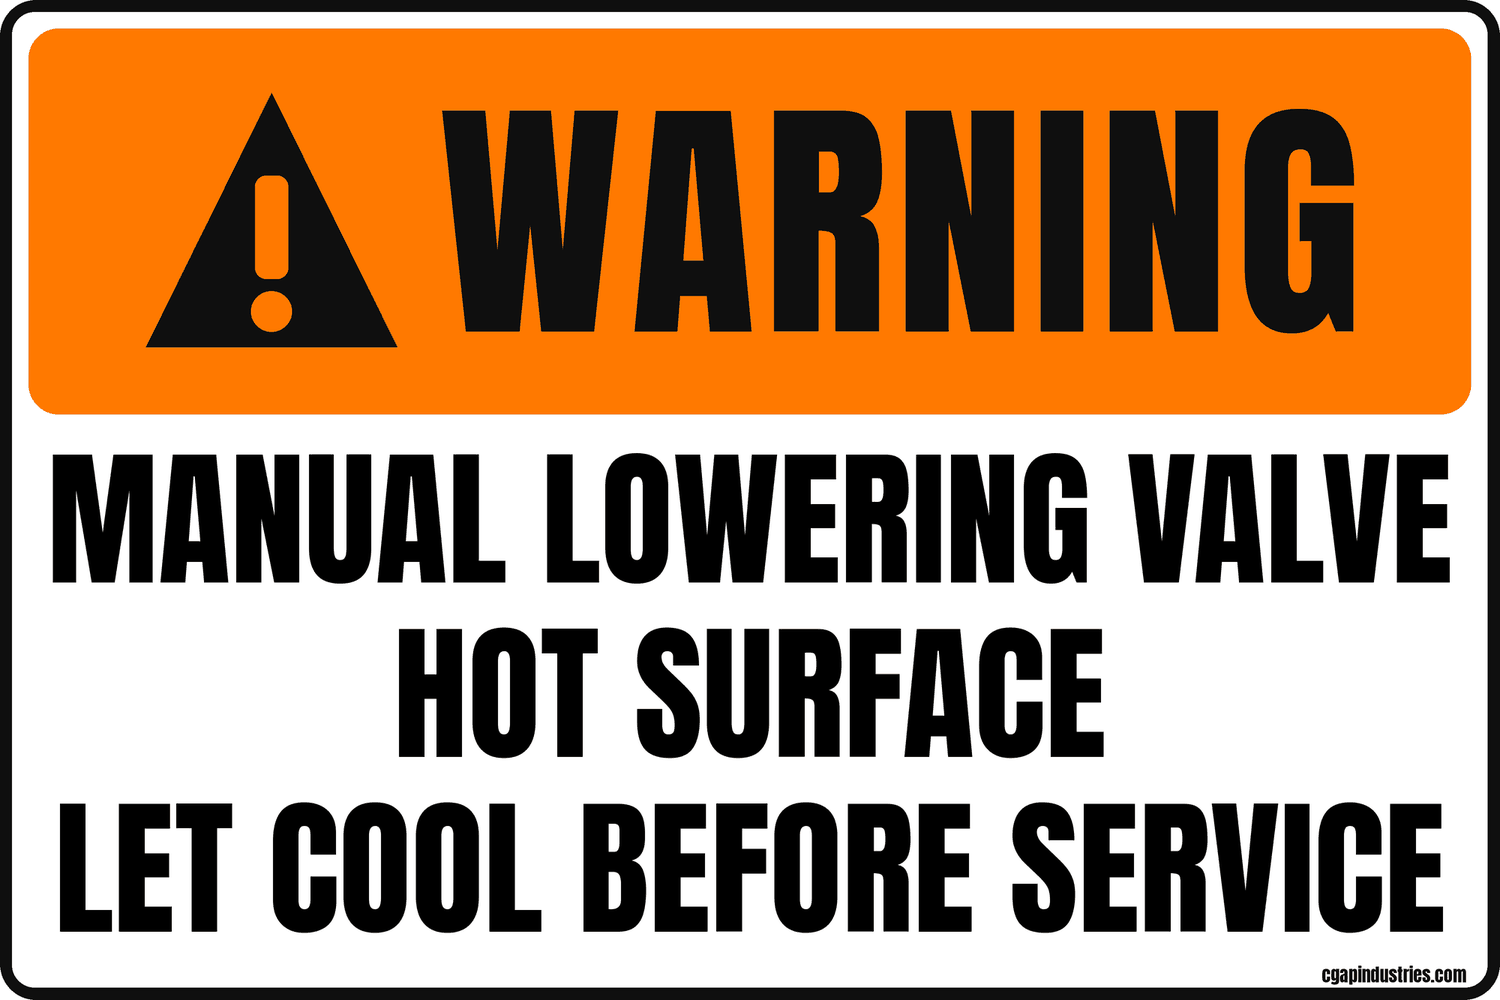 WARNING
MANUAL LOWERING VALVE
HOT SURFACE
LET COOL BEFORE SERVICE
cgapindustries.com